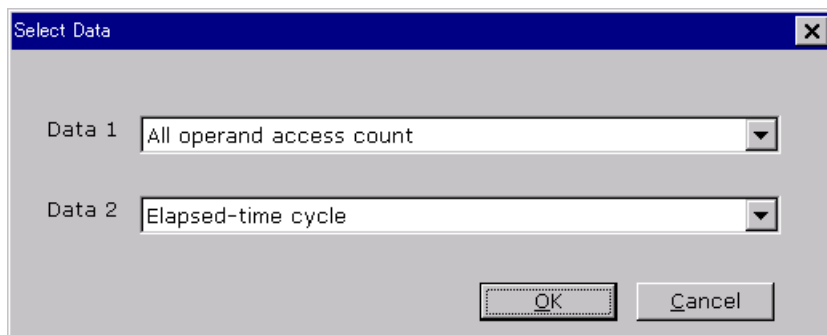 Select Data
Data 1 All operand access count
Data 2 Elapsed-time cycle
OK Cancel